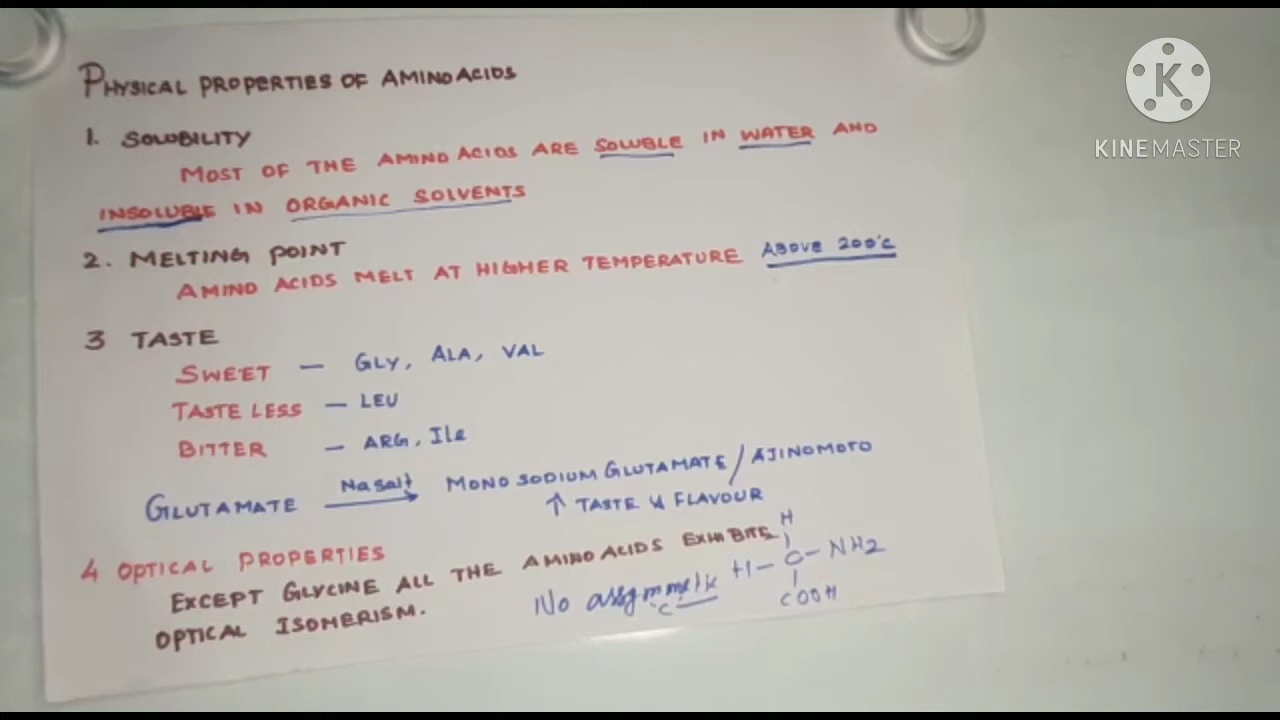 PHYSICAL PROPERTIES OF AMINO ACIDS
K
KINEMASTER
1. SOLUBILITY
MOST OF THE AMINO ACIDS ARE SOLUBLE IN WATER AND
INSOLUBLE IN ORGANIC SOLVENTS
2. MELTING POINT
AMINO ACIDS MELT AT HIGHER TEMPERATURE ABOVE 200°C
3 TASTE
SWEET — GLY, ALA, VAL
TASTE LESS — LEU
BITTER — ARG, Ile
GLUTAMATE Na salt → MONO SODIUM GLUTAMATE / AJINOMOTO
↑ TASTE & FLAVOUR
4 OPTICAL PROPERTIES
EXCEPT GLYCINE ALL THE AMINO ACIDS EXHIBITE
OPTICAL ISOMERISM.
No assymmetric C
H
H — C — NH2
COOH